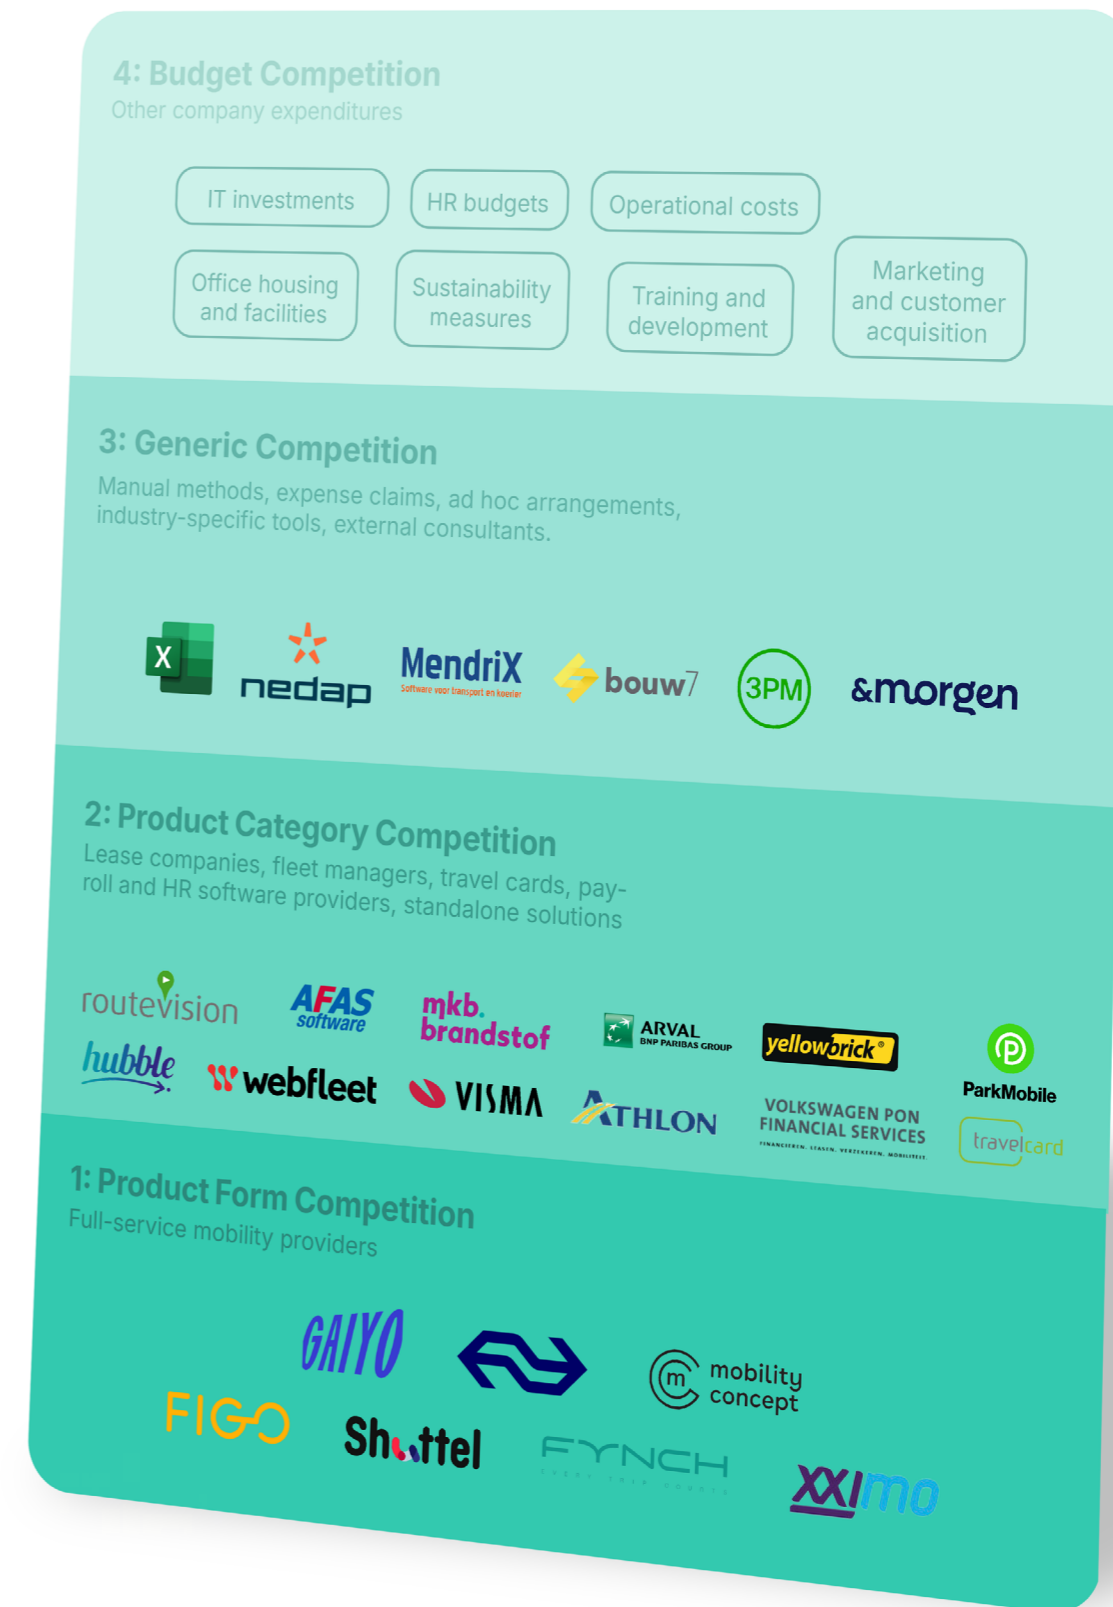 4: Budget Competition
Other company expenditures
IT investments
HR budgets
Operational costs
Office housing
and facilities
Sustainability
measures
Training and
development
Marketing
and customer
acquisition
3: Generic Competition
Manual methods, expense claims, ad hoc arrangements,
industry-specific tools, external consultants.
X
nedap
MendriX
Software voor transport en koerier
bouw7
3PM
&morgen
2: Product Category Competition
Lease companies, fleet managers, travel cards, pay-
roll and HR software providers, standalone solutions
routevision
AFAS
software
mkb.
brandstof
ARVAL
BNP PARIBAS GROUP
yellowbrick®
P
ParkMobile
hubble
webfleet
VISMA
ATHLON
VOLKSWAGEN PON
FINANCIAL SERVICES
FINANCIEREN. LEASEN. VERZEKEREN. MOBILITEIT.
travelcard
1: Product Form Competition
Full-service mobility providers
GAIYO
m mobility
concept
FIGO
Shuttel
FYNCH
XXImo